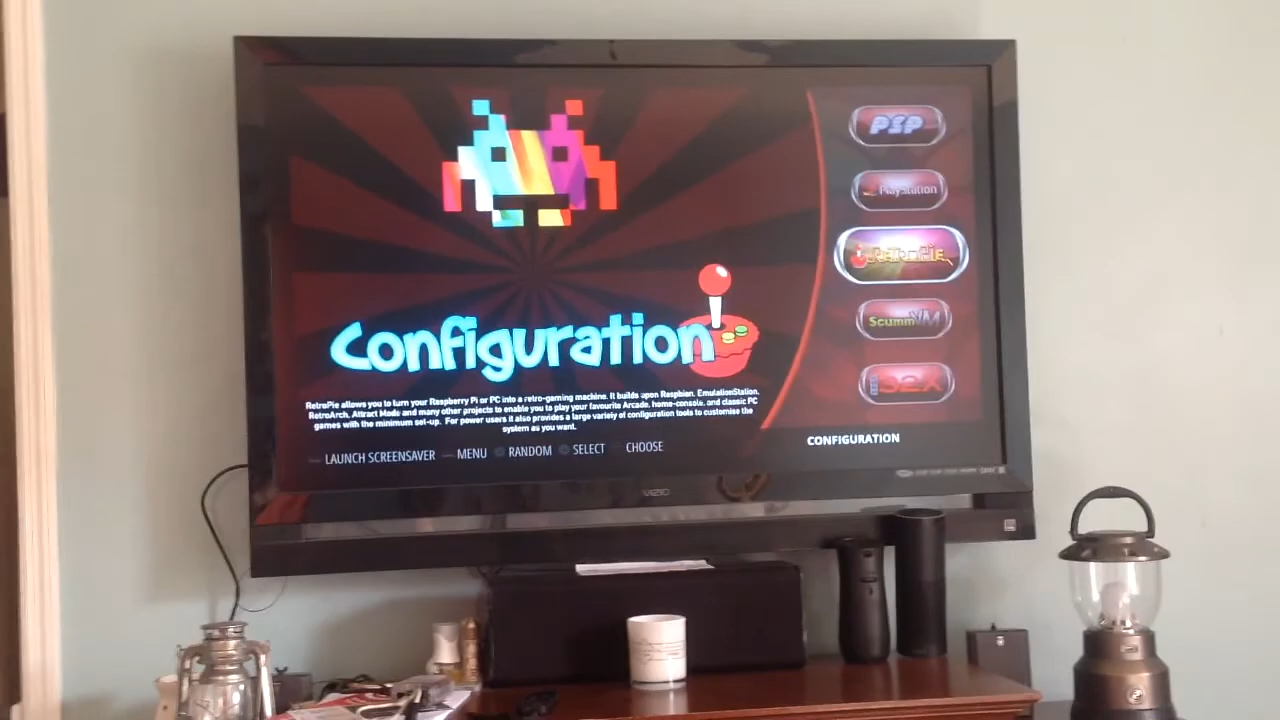 PSP
PlayStation
RetroPie
ScummVM
32X
Configuration
RetroPie allows you to turn your Raspberry Pi or PC into a retro-gaming machine. It builds upon Raspbian, EmulationStation,
RetroArch, Attract Mode and many other projects to enable you to play your favourite Arcade, home-console, and classic PC
games with the minimum set-up. For power users it also provides a large variety of configuration tools to customise the
system as you want.
LAUNCH SCREENSAVER MENU RANDOM SELECT CHOOSE
CONFIGURATION
VIZIO